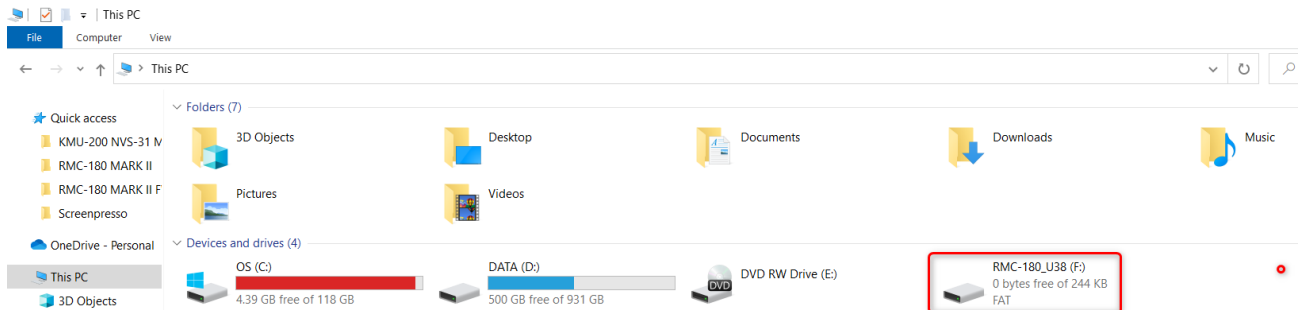 This PC
File Computer View
This PC
Quick access
KMU-200 NVS-31 M
RMC-180 MARK II
RMC-180 MARK II F
Screenpresso
OneDrive - Personal
This PC
3D Objects
Folders (7)
3D Objects Desktop Documents Downloads Music
Pictures Videos
Devices and drives (4)
OS (C:)
4.39 GB free of 118 GB
DATA (D:)
500 GB free of 931 GB
DVD RW Drive (E:)
DVD
RMC-180_U38 (F:)
0 bytes free of 244 KB
FAT